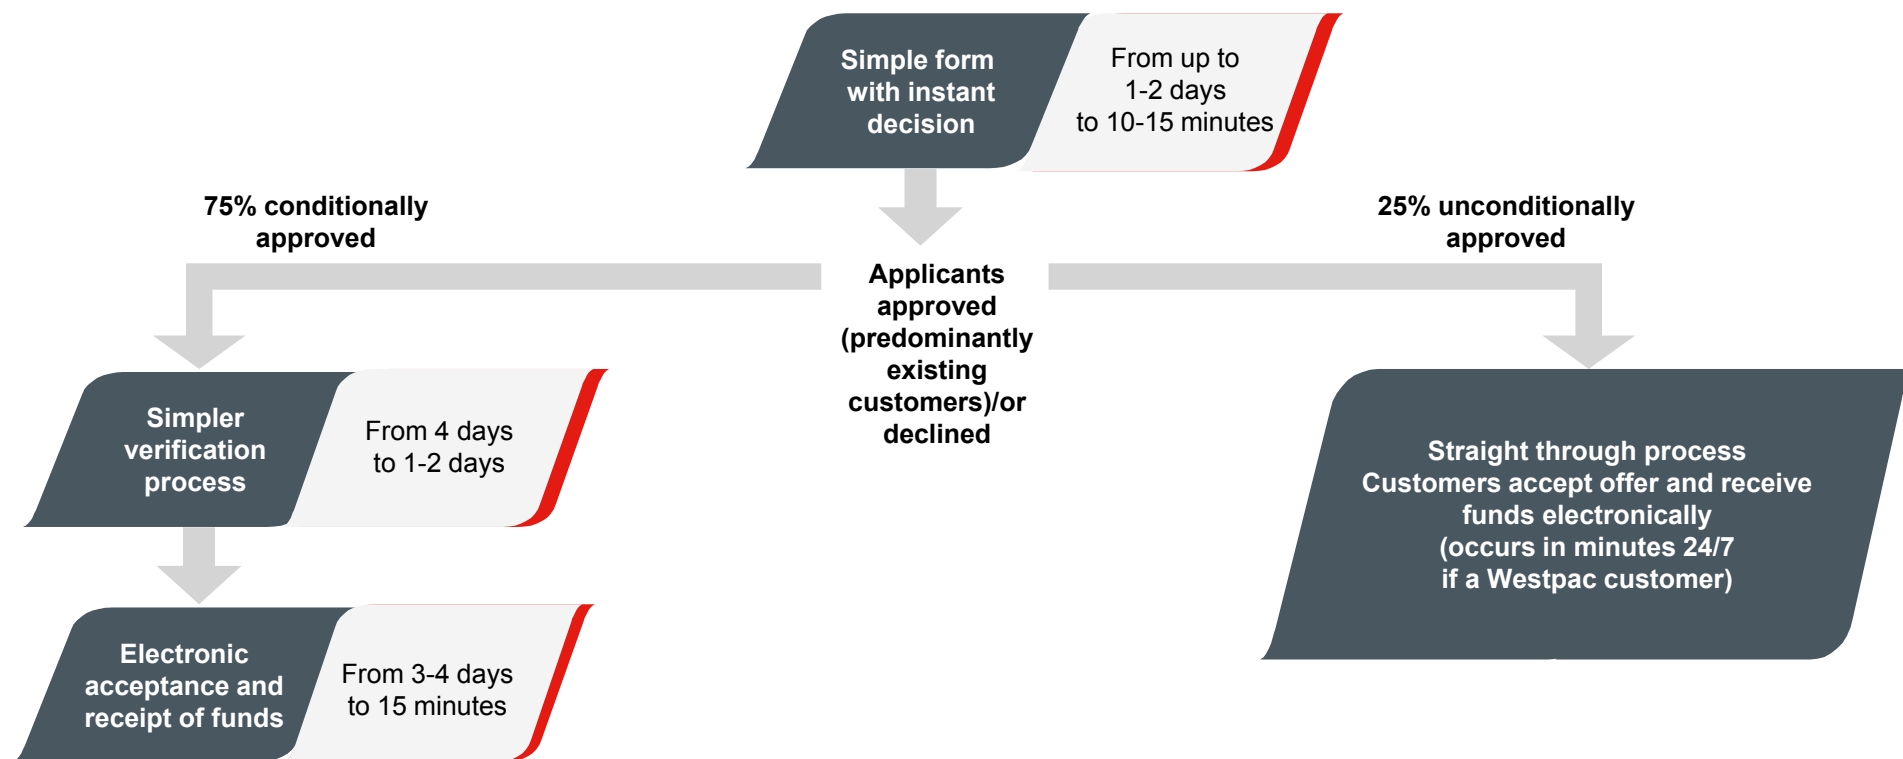 Simple form
with instant
decision
From up to
1-2 days
to 10-15 minutes
75% conditionally
approved
25% unconditionally
approved
Applicants
approved
(predominantly
existing
customers)/or
declined
Simpler
verification
process
From 4 days
to 1-2 days
Straight through process
Customers accept offer and receive
funds electronically
(occurs in minutes 24/7
if a Westpac customer)
Electronic
acceptance and
receipt of funds
From 3-4 days
to 15 minutes